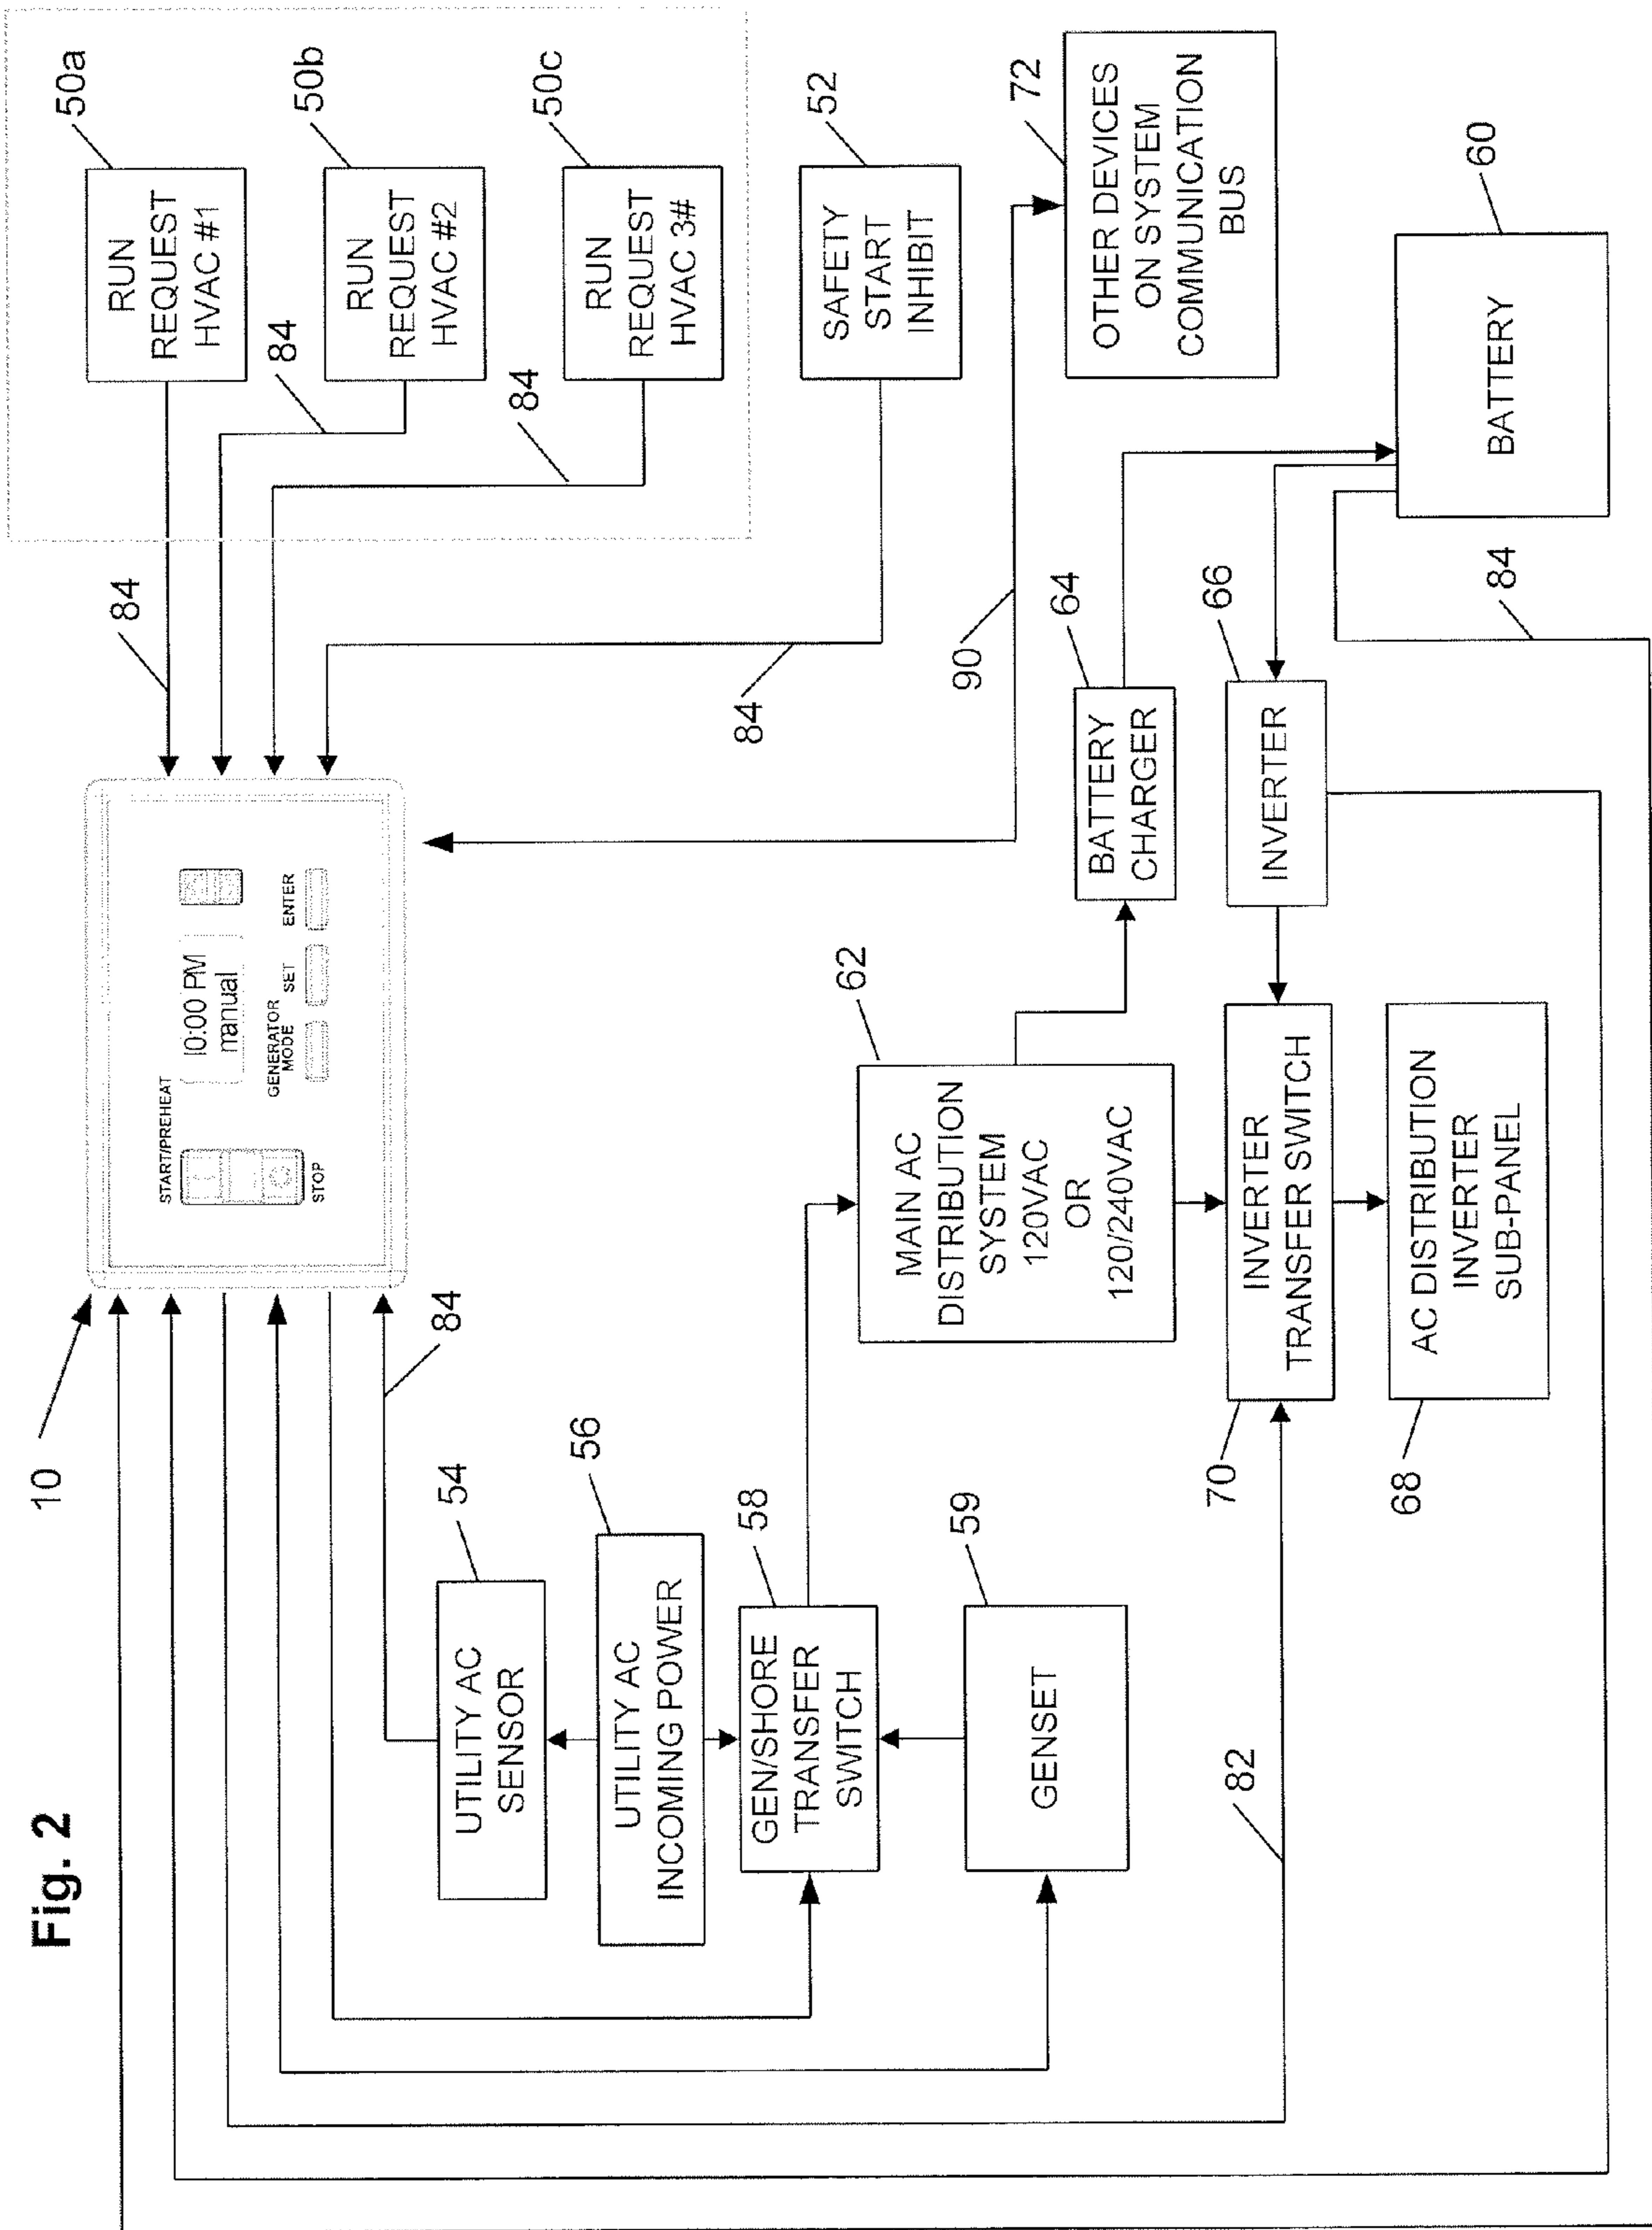 Fig. 2
10
START/PREHEAT
STOP
10:00 PM
manual
GENERATOR
MODE
SET
ENTER
84
84
84
84
84
84
50a
RUN
REQUEST
HVAC #1
50b
RUN
REQUEST
HVAC #2
50c
RUN
REQUEST
HVAC 3#
52
SAFETY
START
INHIBIT
54
UTILITY AC
SENSOR
56
UTILITY AC
INCOMING POWER
58
GEN/SHORE
TRANSFER
SWITCH
59
GENSET
62
MAIN AC
DISTRIBUTION
SYSTEM
120VAC
OR
120/240VAC
90
72
OTHER DEVICES
ON SYSTEM
COMMUNICATION
BUS
64
BATTERY
CHARGER
66
INVERTER
60
BATTERY
82
70
INVERTER
TRANSFER SWITCH
68
AC DISTRIBUTION
INVERTER
SUB-PANEL